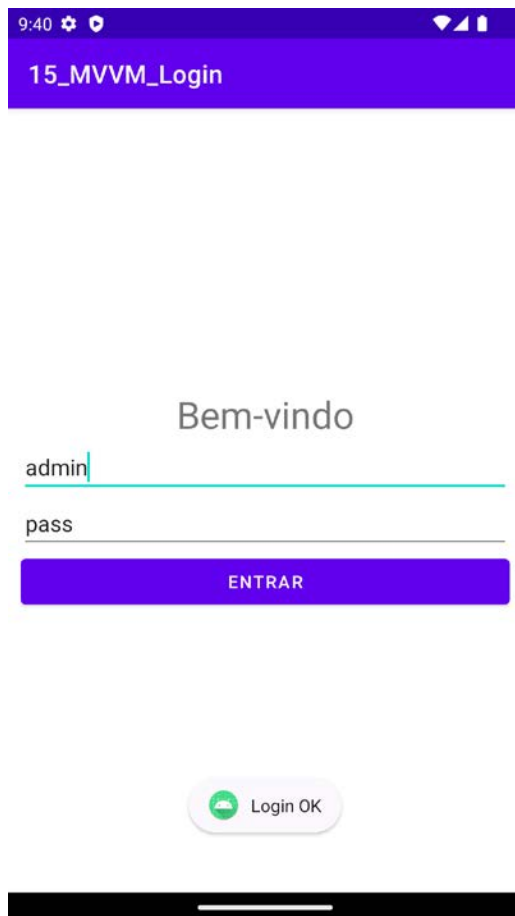 9:40
15_MVVM_Login
Bem-vindo
admin
pass
ENTRAR
Login OK